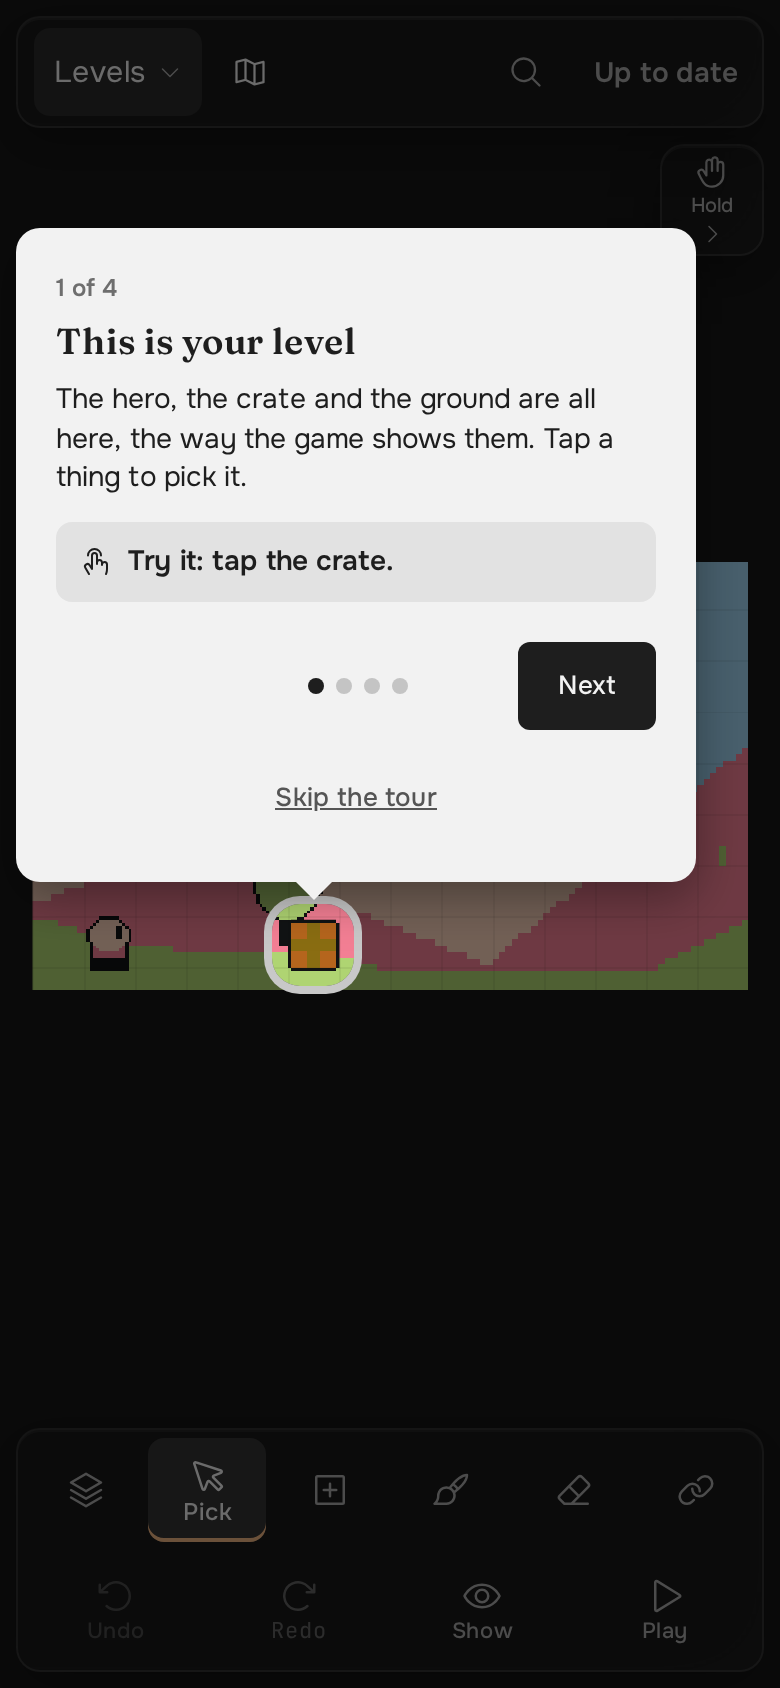 Levels
Up to date
Hold
1 of 4
This is your level
The hero, the crate and the ground are all
here, the way the game shows them. Tap a
thing to pick it.
Try it: tap the crate.
Next
Skip the tour
Pick
Undo
Redo
Show
Play